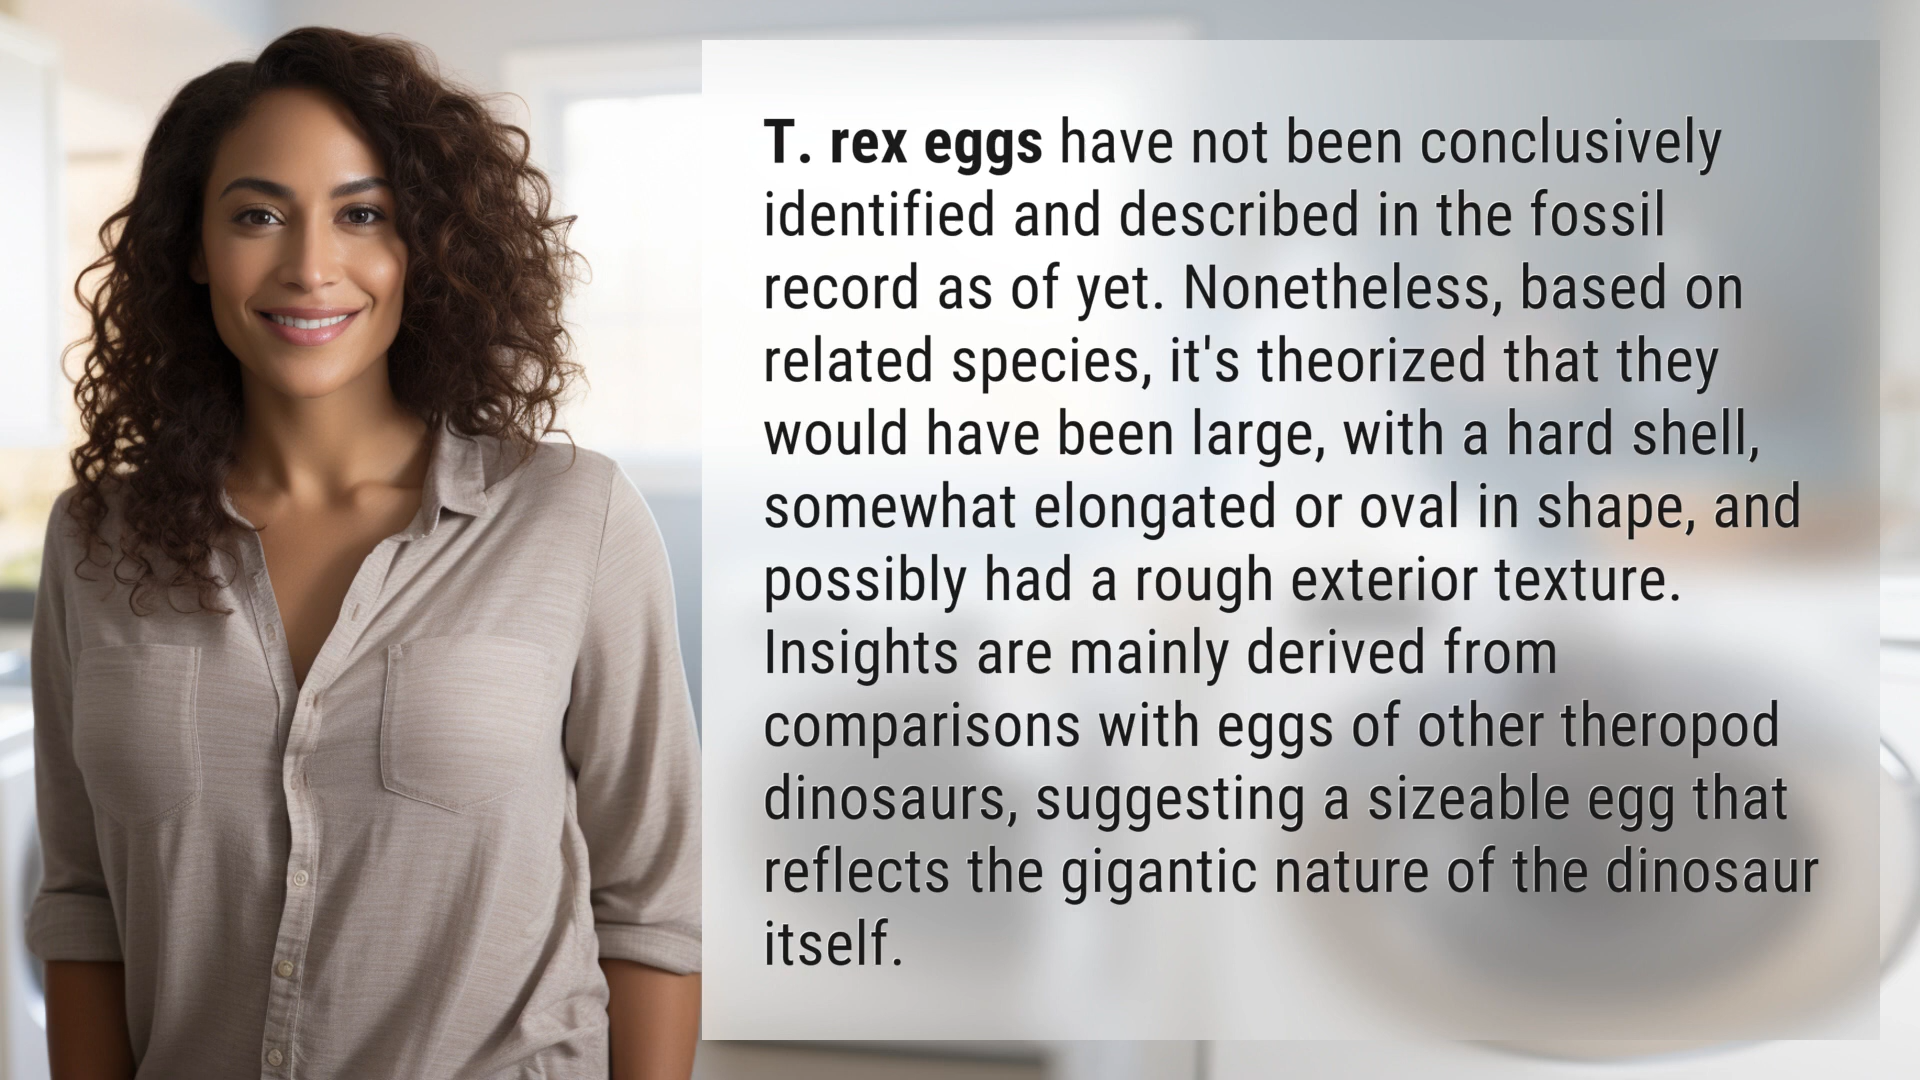 T. rex eggs have not been conclusively
identified and described in the fossil
record as of yet. Nonetheless, based on
related species, it's theorized that they
would have been large, with a hard shell,
somewhat elongated or oval in shape, and
possibly had a rough exterior texture.
Insights are mainly derived from
comparisons with eggs of other theropod
dinosaurs, suggesting a sizeable egg that
reflects the gigantic nature of the dinosaur
itself.